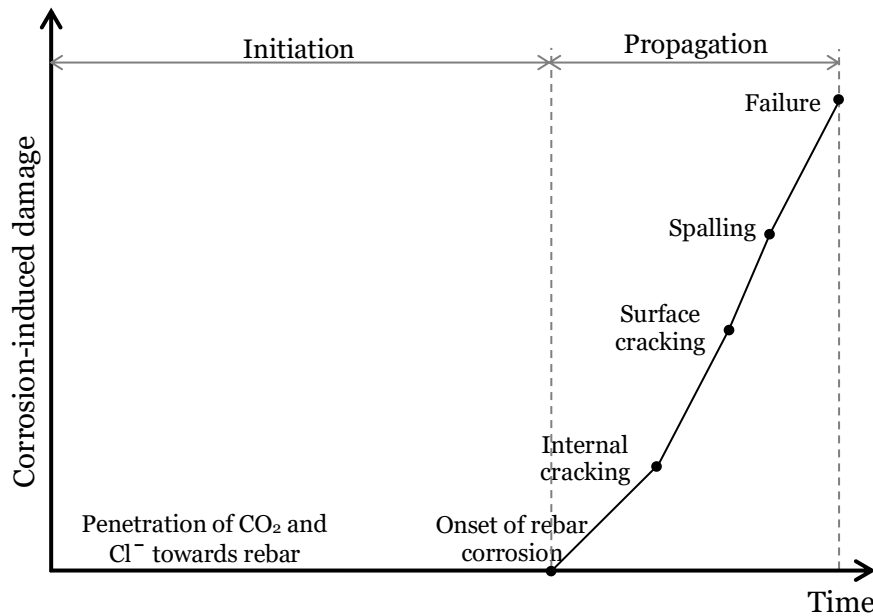 Initiation
Propagation
Failure
Spalling
Surface
cracking
Internal
cracking
Onset of rebar
corrosion
Penetration of CO₂ and
Cl⁻ towards rebar
Corrosion-induced damage
Time